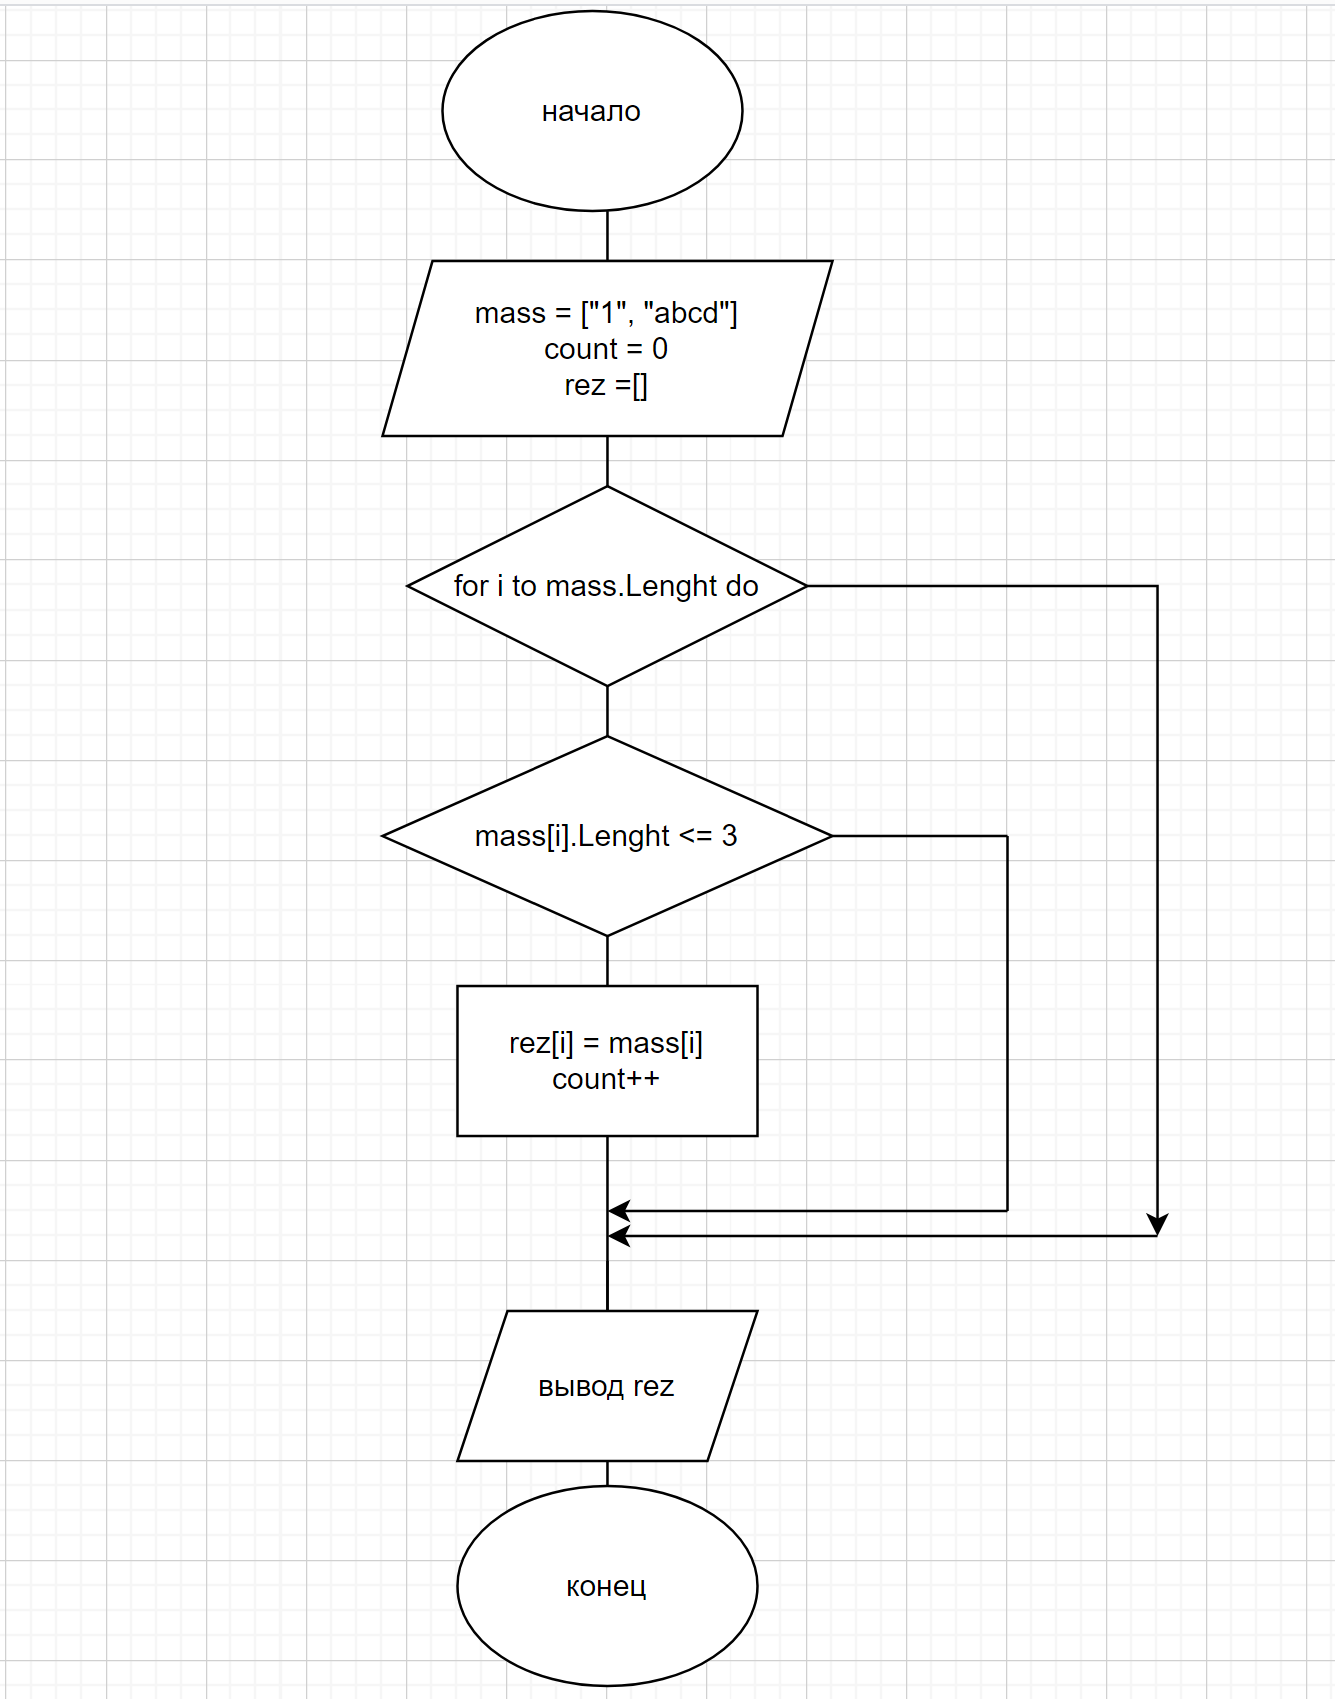 начало
mass = ["1", "abcd"]
count = 0
rez =[]
for i to mass.Lenght do
mass[i].Lenght <= 3
rez[i] = mass[i]
count++
вывод rez
конец